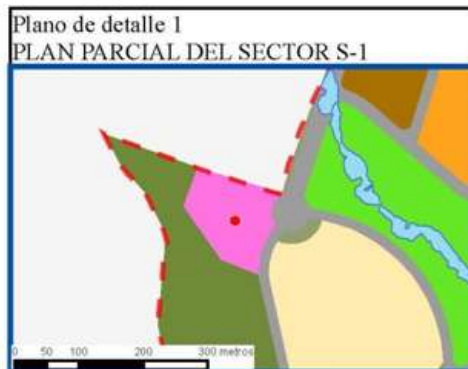 Plano de detalle 1
PLAN PARCIAL DEL SECTOR S-1
0 50 100 200 300 metros